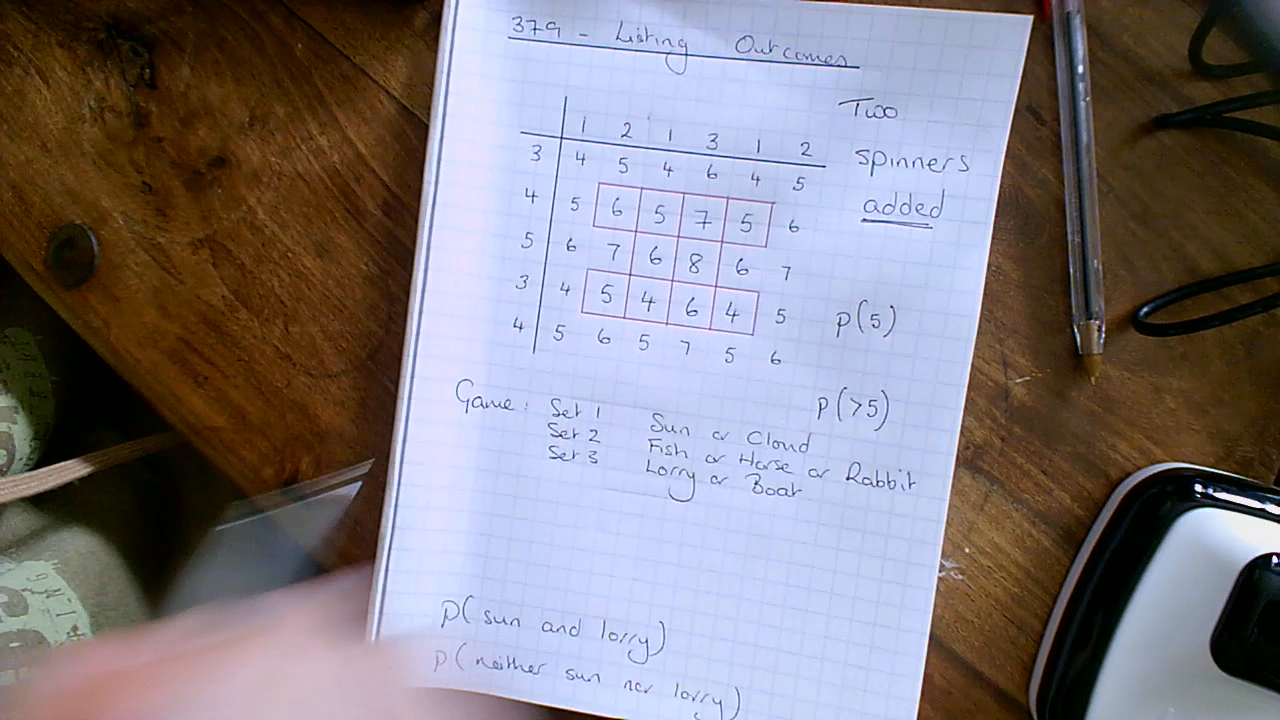 379 - Listing Outcomes
1 2 1 3 1 2
3 4 5 4 6 4 5
4 5 6 5 7 5 6
5 6 7 6 8 6 7
3 4 5 4 6 4 5
4 5 6 5 7 5 6
Two
spinners
added
p(5)
p(>5)
Game: Set 1 Sun or Cloud
Set 2 Fish or Horse or Rabbit
Set 3 Lorry or Boat
p(sun and lorry)
p(neither sun nor lorry)